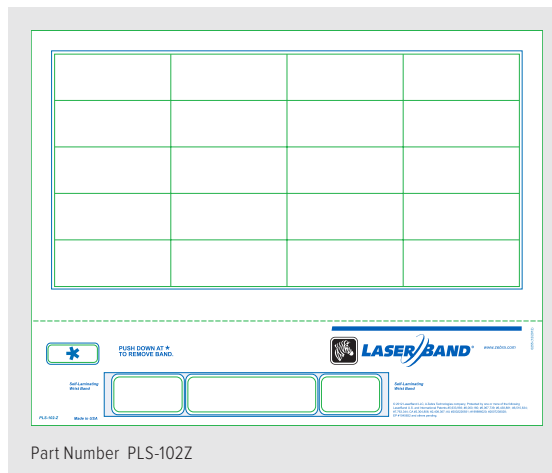 PUSH DOWN AT ★
TO REMOVE BAND.
LASERBAND®
www.zebra.com
Self-Laminating
Wrist Band
Self-Laminating
Wrist Band
PLS-102-Z
Made in USA
Part Number PLS-102Z